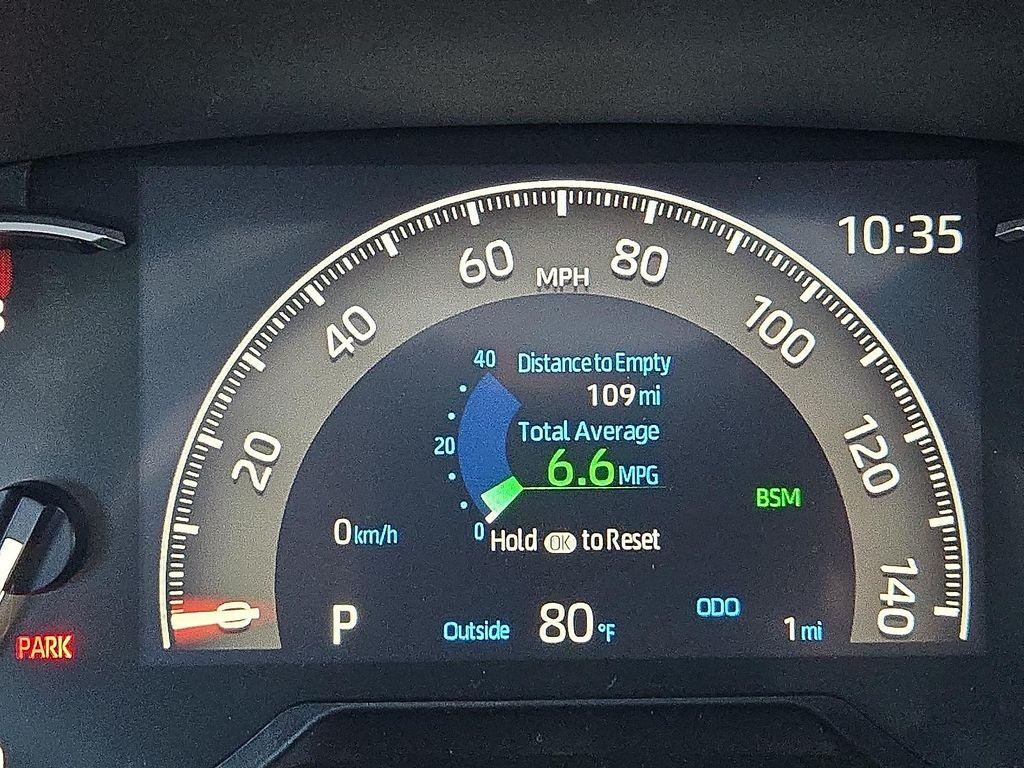 10:35
60
MPH
80
40
100
40
Distance to Empty
109 mi
20
Total Average
20
120
6.6 MPG
BSM
0 km/h
0
Hold OK to Reset
0
P
Outside 80 °F
ODO
1 mi
140
PARK